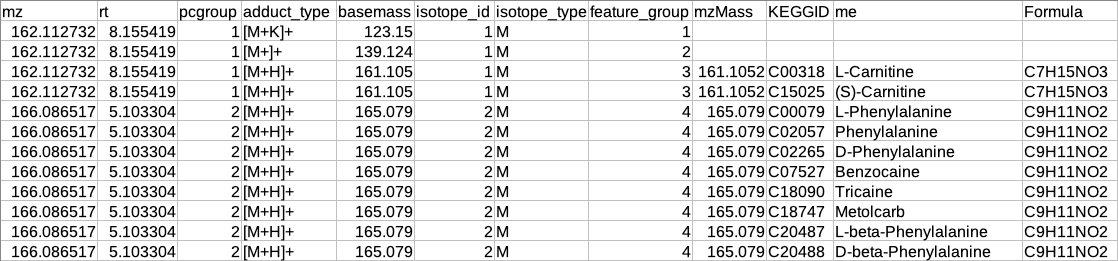 mz rt pcgroup adduct_type basemass isotope_id isotope_type feature_group mzMass KEGGID me Formula
162.112732 8.155419 1 [M+K]+ 123.15 1 M 1
162.112732 8.155419 1 [M+]+ 139.124 1 M 2
162.112732 8.155419 1 [M+H]+ 161.105 1 M 3 161.1052 C00318 L-Carnitine C7H15NO3
162.112732 8.155419 1 [M+H]+ 161.105 1 M 3 161.1052 C15025 (S)-Carnitine C7H15NO3
166.086517 5.103304 2 [M+H]+ 165.079 2 M 4 165.079 C00079 L-Phenylalanine C9H11NO2
166.086517 5.103304 2 [M+H]+ 165.079 2 M 4 165.079 C02057 Phenylalanine C9H11NO2
166.086517 5.103304 2 [M+H]+ 165.079 2 M 4 165.079 C02265 D-Phenylalanine C9H11NO2
166.086517 5.103304 2 [M+H]+ 165.079 2 M 4 165.079 C07527 Benzocaine C9H11NO2
166.086517 5.103304 2 [M+H]+ 165.079 2 M 4 165.079 C18090 Tricaine C9H11NO2
166.086517 5.103304 2 [M+H]+ 165.079 2 M 4 165.079 C18747 Metolcarb C9H11NO2
166.086517 5.103304 2 [M+H]+ 165.079 2 M 4 165.079 C20487 L-beta-Phenylalanine C9H11NO2
166.086517 5.103304 2 [M+H]+ 165.079 2 M 4 165.079 C20488 D-beta-Phenylalanine C9H11NO2